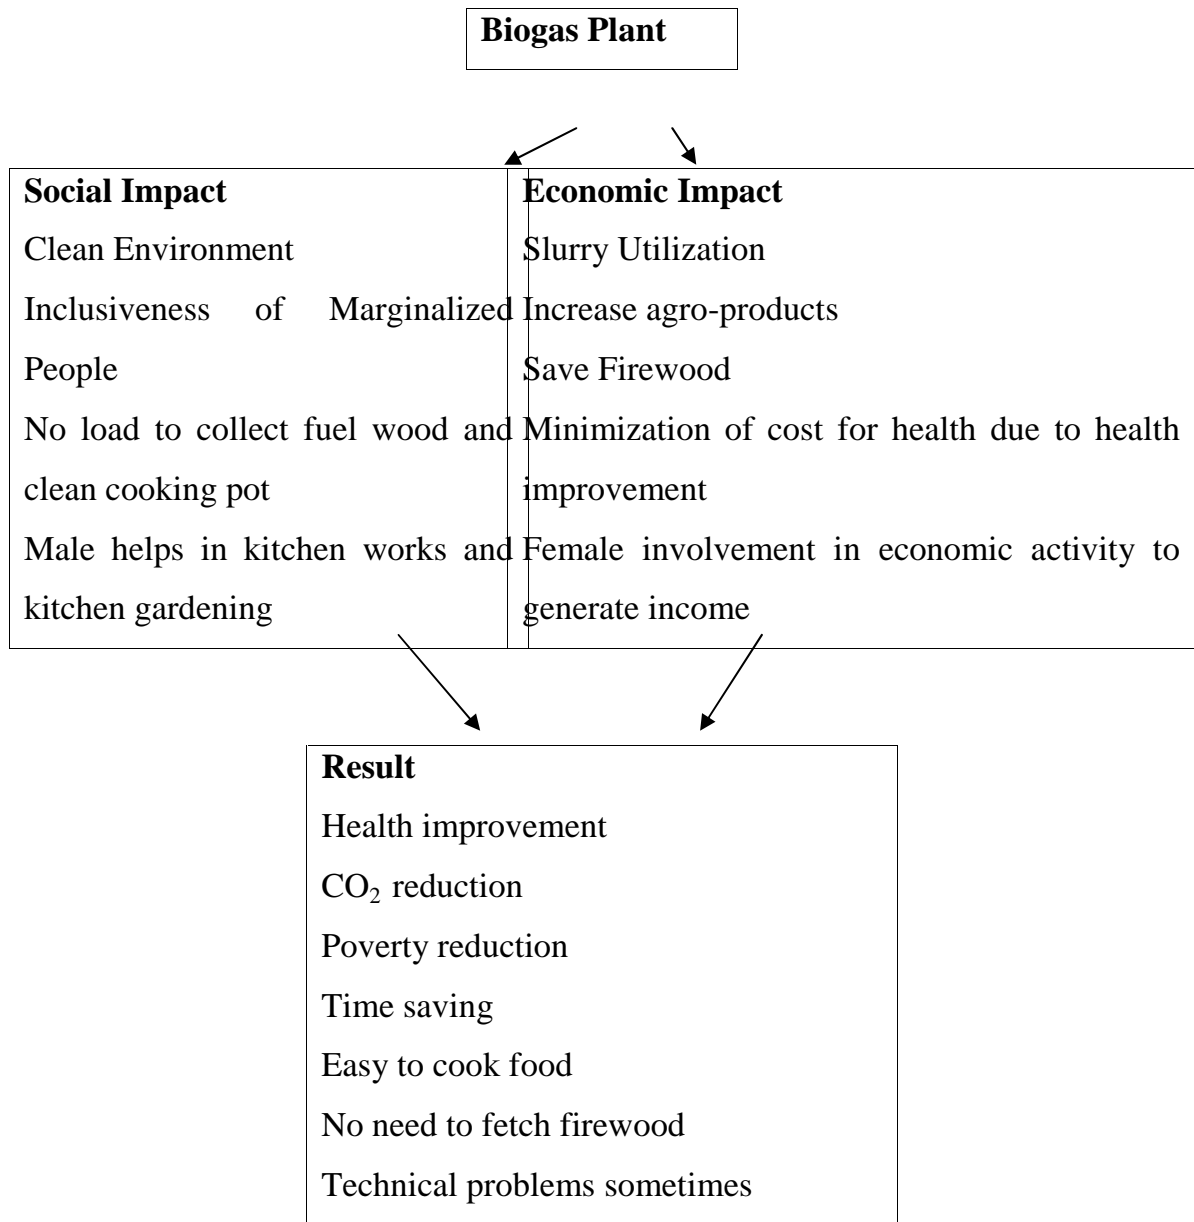 Biogas Plant
Social Impact
Clean Environment
Inclusiveness of Marginalized
People
No load to collect fuel wood and
clean cooking pot
Male helps in kitchen works and
kitchen gardening
Economic Impact
Slurry Utilization
Increase agro-products
Save Firewood
Minimization of cost for health due to health
improvement
Female involvement in economic activity to
generate income
Result
Health improvement
CO₂ reduction
Poverty reduction
Time saving
Easy to cook food
No need to fetch firewood
Technical problems sometimes